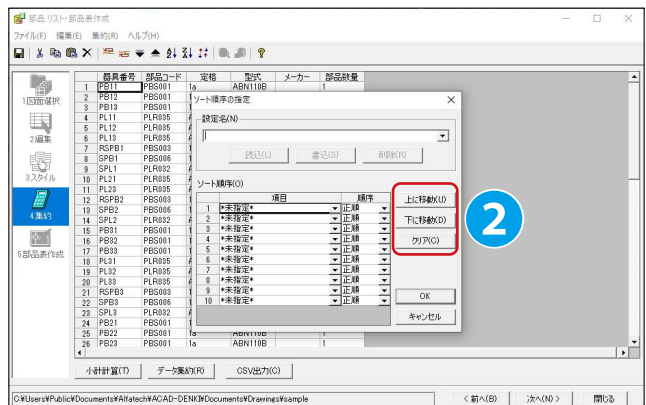 部品リスト・部品表作成
ファイル(F) 編集(E) 集約(R) ヘルプ(H)
器具番号 部品コード 定格 型式 メーカー 部品数量
1 PB11 PBS001 1a ABN110B 1
2 PB12 PBS001
3 PB13 PBS001
4 PL11 PLR035
5 PL12 PLR035
6 PL13 PLR035
7 RSPB1 PBS003
8 SPB1 PBS006
9 SPL1 PLR032
10 PL21 PLR035
11 PL23 PLR035
12 RSPB2 PBS003
13 SPB2 PBS006
14 SPL2 PLR032
15 PB31 PBS001
16 PB32 PBS001
17 PB33 PBS001
18 PL31 PLR035
19 PL32 PLR035
20 PL33 PLR035
21 RSPB3 PBS003
22 SPB3 PBS006
23 SPL3 PLR032
24 PB21 PBS001
25 PB22 PBS001 1a ABN110B 1
26 PB23 PBS001 1a ABN110B 1
1.図面選択
2.編集
3.スタイル
4.集約
5.部品表作成
ソート順序の指定
設定名(N)
読込(L) 書込(S) 削除(R)
ソート順序(O)
項目 順序
1 *未指定* 正順
2 *未指定* 正順
3 *未指定* 正順
4 *未指定* 正順
5 *未指定* 正順
6 *未指定* 正順
7 *未指定* 正順
8 *未指定* 正順
9 *未指定* 正順
10 *未指定* 正順
上に移動(U)
下に移動(D)
クリア(C)
2
OK
キャンセル
小計計算(T) データ集約(R) CSV出力(C)
C:¥Users¥Public¥Documents¥Alfatech¥ACAD-DENKI¥Documents¥Drawings¥sample
< 前へ(B) 次へ(N) > 閉じる